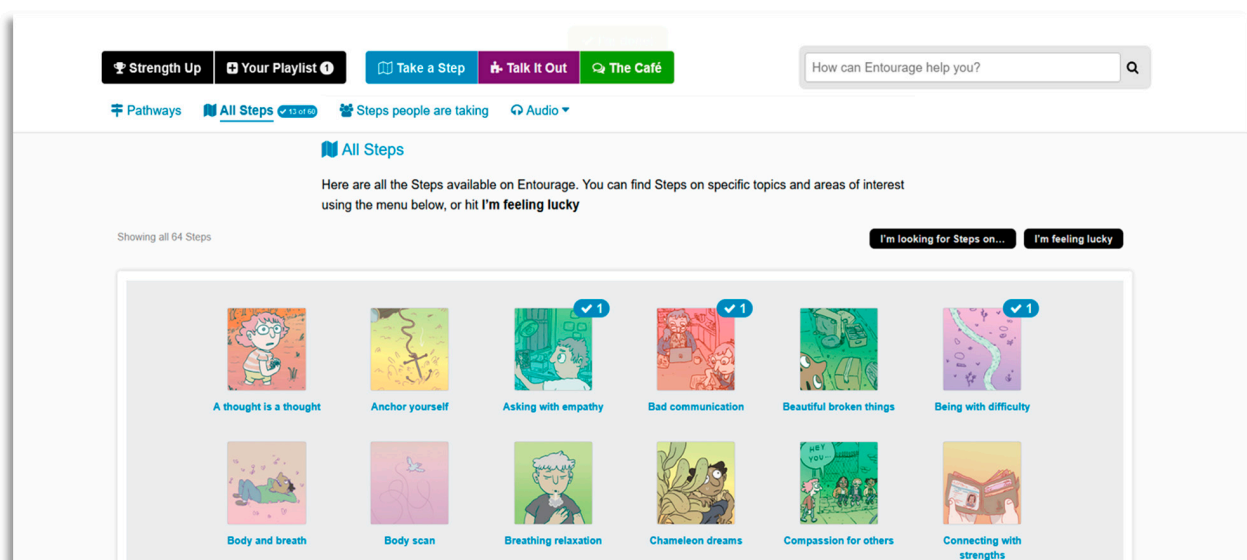 Strength Up
Your Playlist 1
Take a Step
Talk It Out
The Café
How can Entourage help you?
Pathways
All Steps 13 of 60
Steps people are taking
Audio
All Steps
Here are all the Steps available on Entourage. You can find Steps on specific topics and areas of interest
using the menu below, or hit I'm feeling lucky
Showing all 64 Steps
I'm looking for Steps on...
I'm feeling lucky
1
1
1
A thought is a thought
Anchor yourself
Asking with empathy
Bad communication
Beautiful broken things
Being with difficulty
HEY
YOU...
Body and breath
Body scan
Breathing relaxation
Chameleon dreams
Compassion for others
Connecting with
strengths